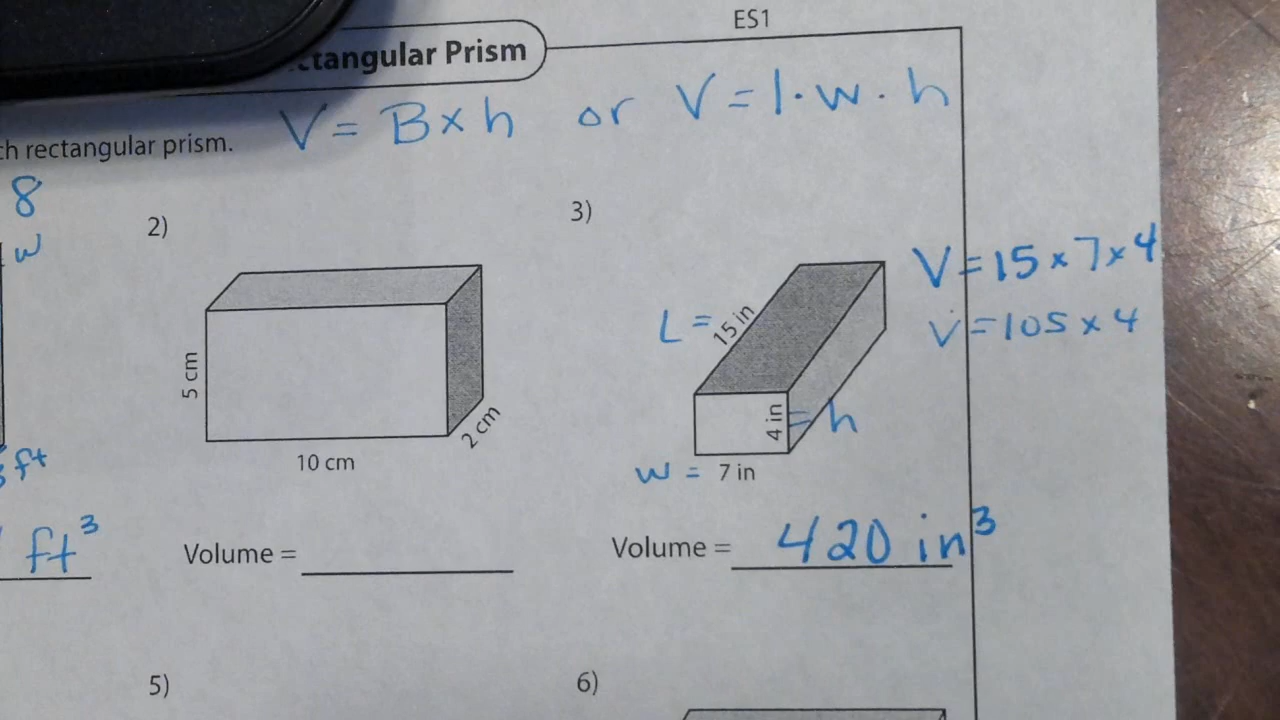 ES1
ctangular Prism
V = B x h or V = l · w · h
ch rectangular prism.
8
w
2)
3)
V = 15 x 7 x 4
V = 105 x 4
L = 15 in
5 cm
2 cm
10 cm
4 in = h
w = 7 in
ft
ft³
Volume =
Volume = 420 in³
5)
6)